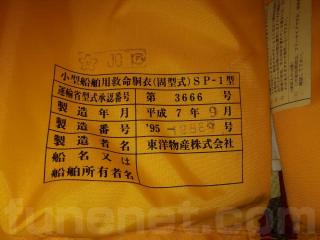 小型船舶用救命胴衣(固型式)SP-1型
運輸省型式承認番号 第 3666 号
製造年月 平成 7 年 9 月
製造番号 '95
製造者名 東洋物産株式会社
船名又は
船舶所有者名
tunenet.com